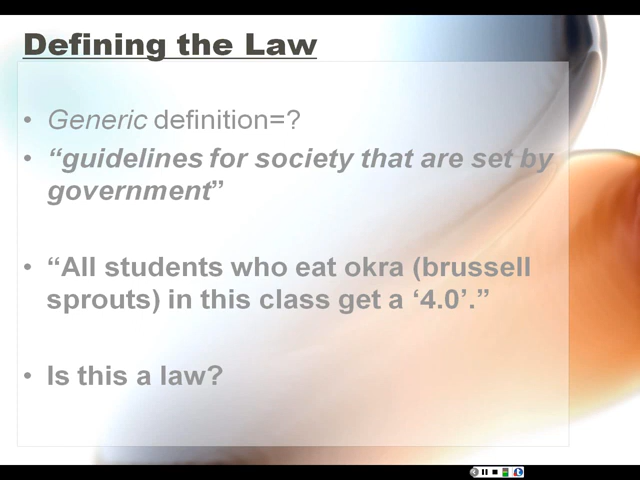 Defining the Law
• Generic definition=?
• “guidelines for society that are set by
government”
• “All students who eat okra (brussell
sprouts) in this class get a ‘4.0’.”
• Is this a law?